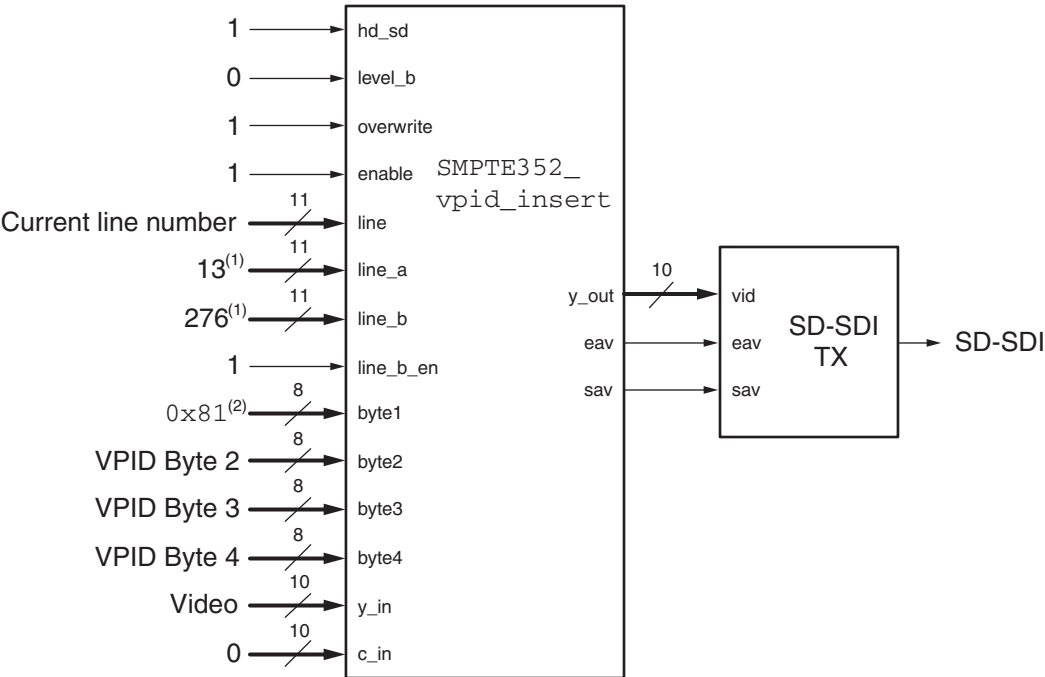 1 hd_sd
0 level_b
1 overwrite
1 enable
SMPTE352_
vpid_insert
Current line number 11 line
13(1) 11 line_a
276(1) 11 line_b
1 line_b_en
0x81(2) 8 byte1
VPID Byte 2 8 byte2
VPID Byte 3 8 byte3
VPID Byte 4 8 byte4
Video 10 y_in
0 10 c_in
y_out 10 vid
eav eav
sav sav
SD-SDI
TX
SD-SDI